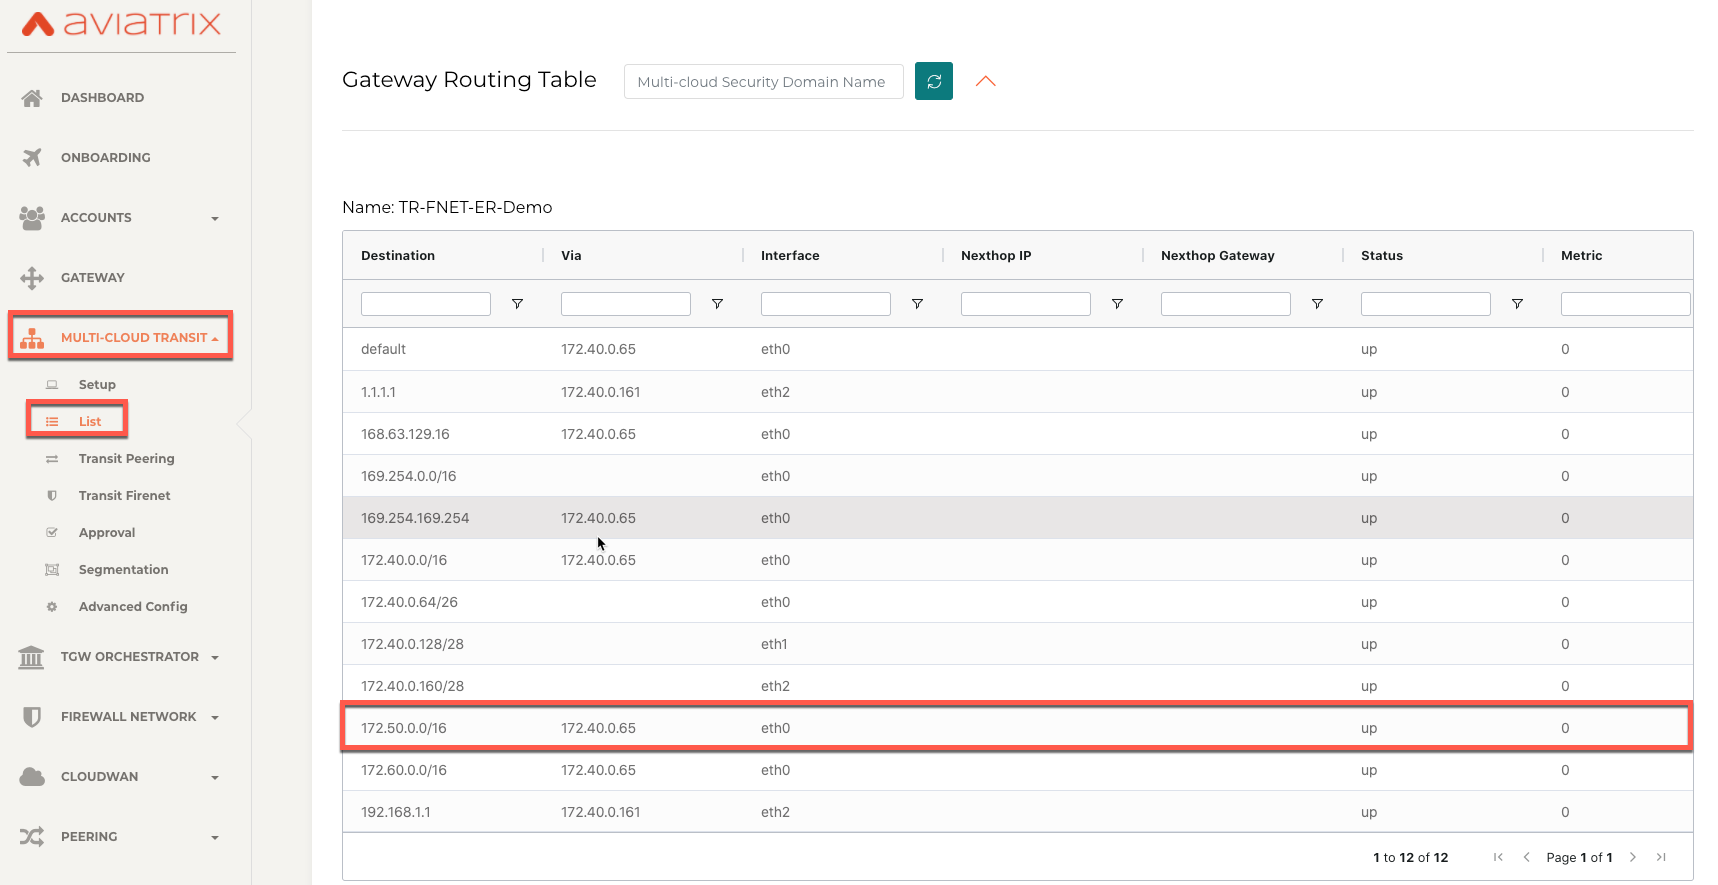 aviatrix
DASHBOARD
ONBOARDING
ACCOUNTS
GATEWAY
MULTI-CLOUD TRANSIT
Setup
List
Transit Peering
Transit Firenet
Approval
Segmentation
Advanced Config
TGW ORCHESTRATOR
FIREWALL NETWORK
CLOUDWAN
PEERING
Gateway Routing Table Multi-cloud Security Domain Name
Name: TR-FNET-ER-Demo
Destination Via Interface Nexthop IP Nexthop Gateway Status Metric
default 172.40.0.65 eth0 up 0
1.1.1.1 172.40.0.161 eth2 up 0
168.63.129.16 172.40.0.65 eth0 up 0
169.254.0.0/16 eth0 up 0
169.254.169.254 172.40.0.65 eth0 up 0
172.40.0.0/16 172.40.0.65 eth0 up 0
172.40.0.64/26 eth0 up 0
172.40.0.128/28 eth1 up 0
172.40.0.160/28 eth2 up 0
172.50.0.0/16 172.40.0.65 eth0 up 0
172.60.0.0/16 172.40.0.65 eth0 up 0
192.168.1.1 172.40.0.161 eth2 up 0
1 to 12 of 12 Page 1 of 1